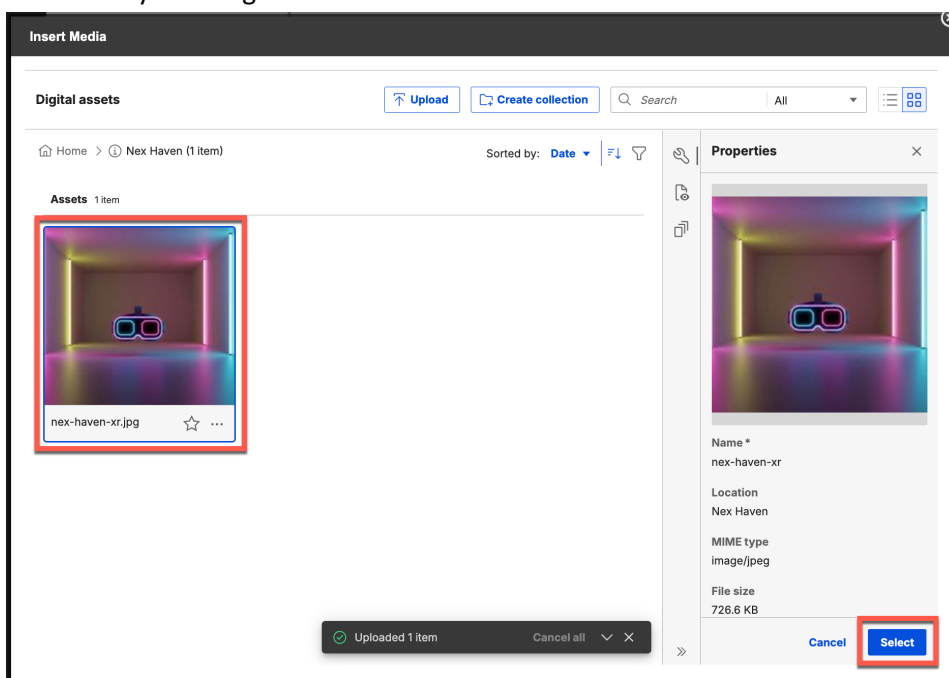 Insert Media
Digital assets
Upload
Create collection
Search
All
Home > Nex Haven (1 item)
Sorted by: Date
Assets 1 item
nex-haven-xr.jpg
Uploaded 1 item
Cancel all
Properties
Name *
nex-haven-xr
Location
Nex Haven
MIME type
image/jpeg
File size
726.6 KB
Cancel
Select